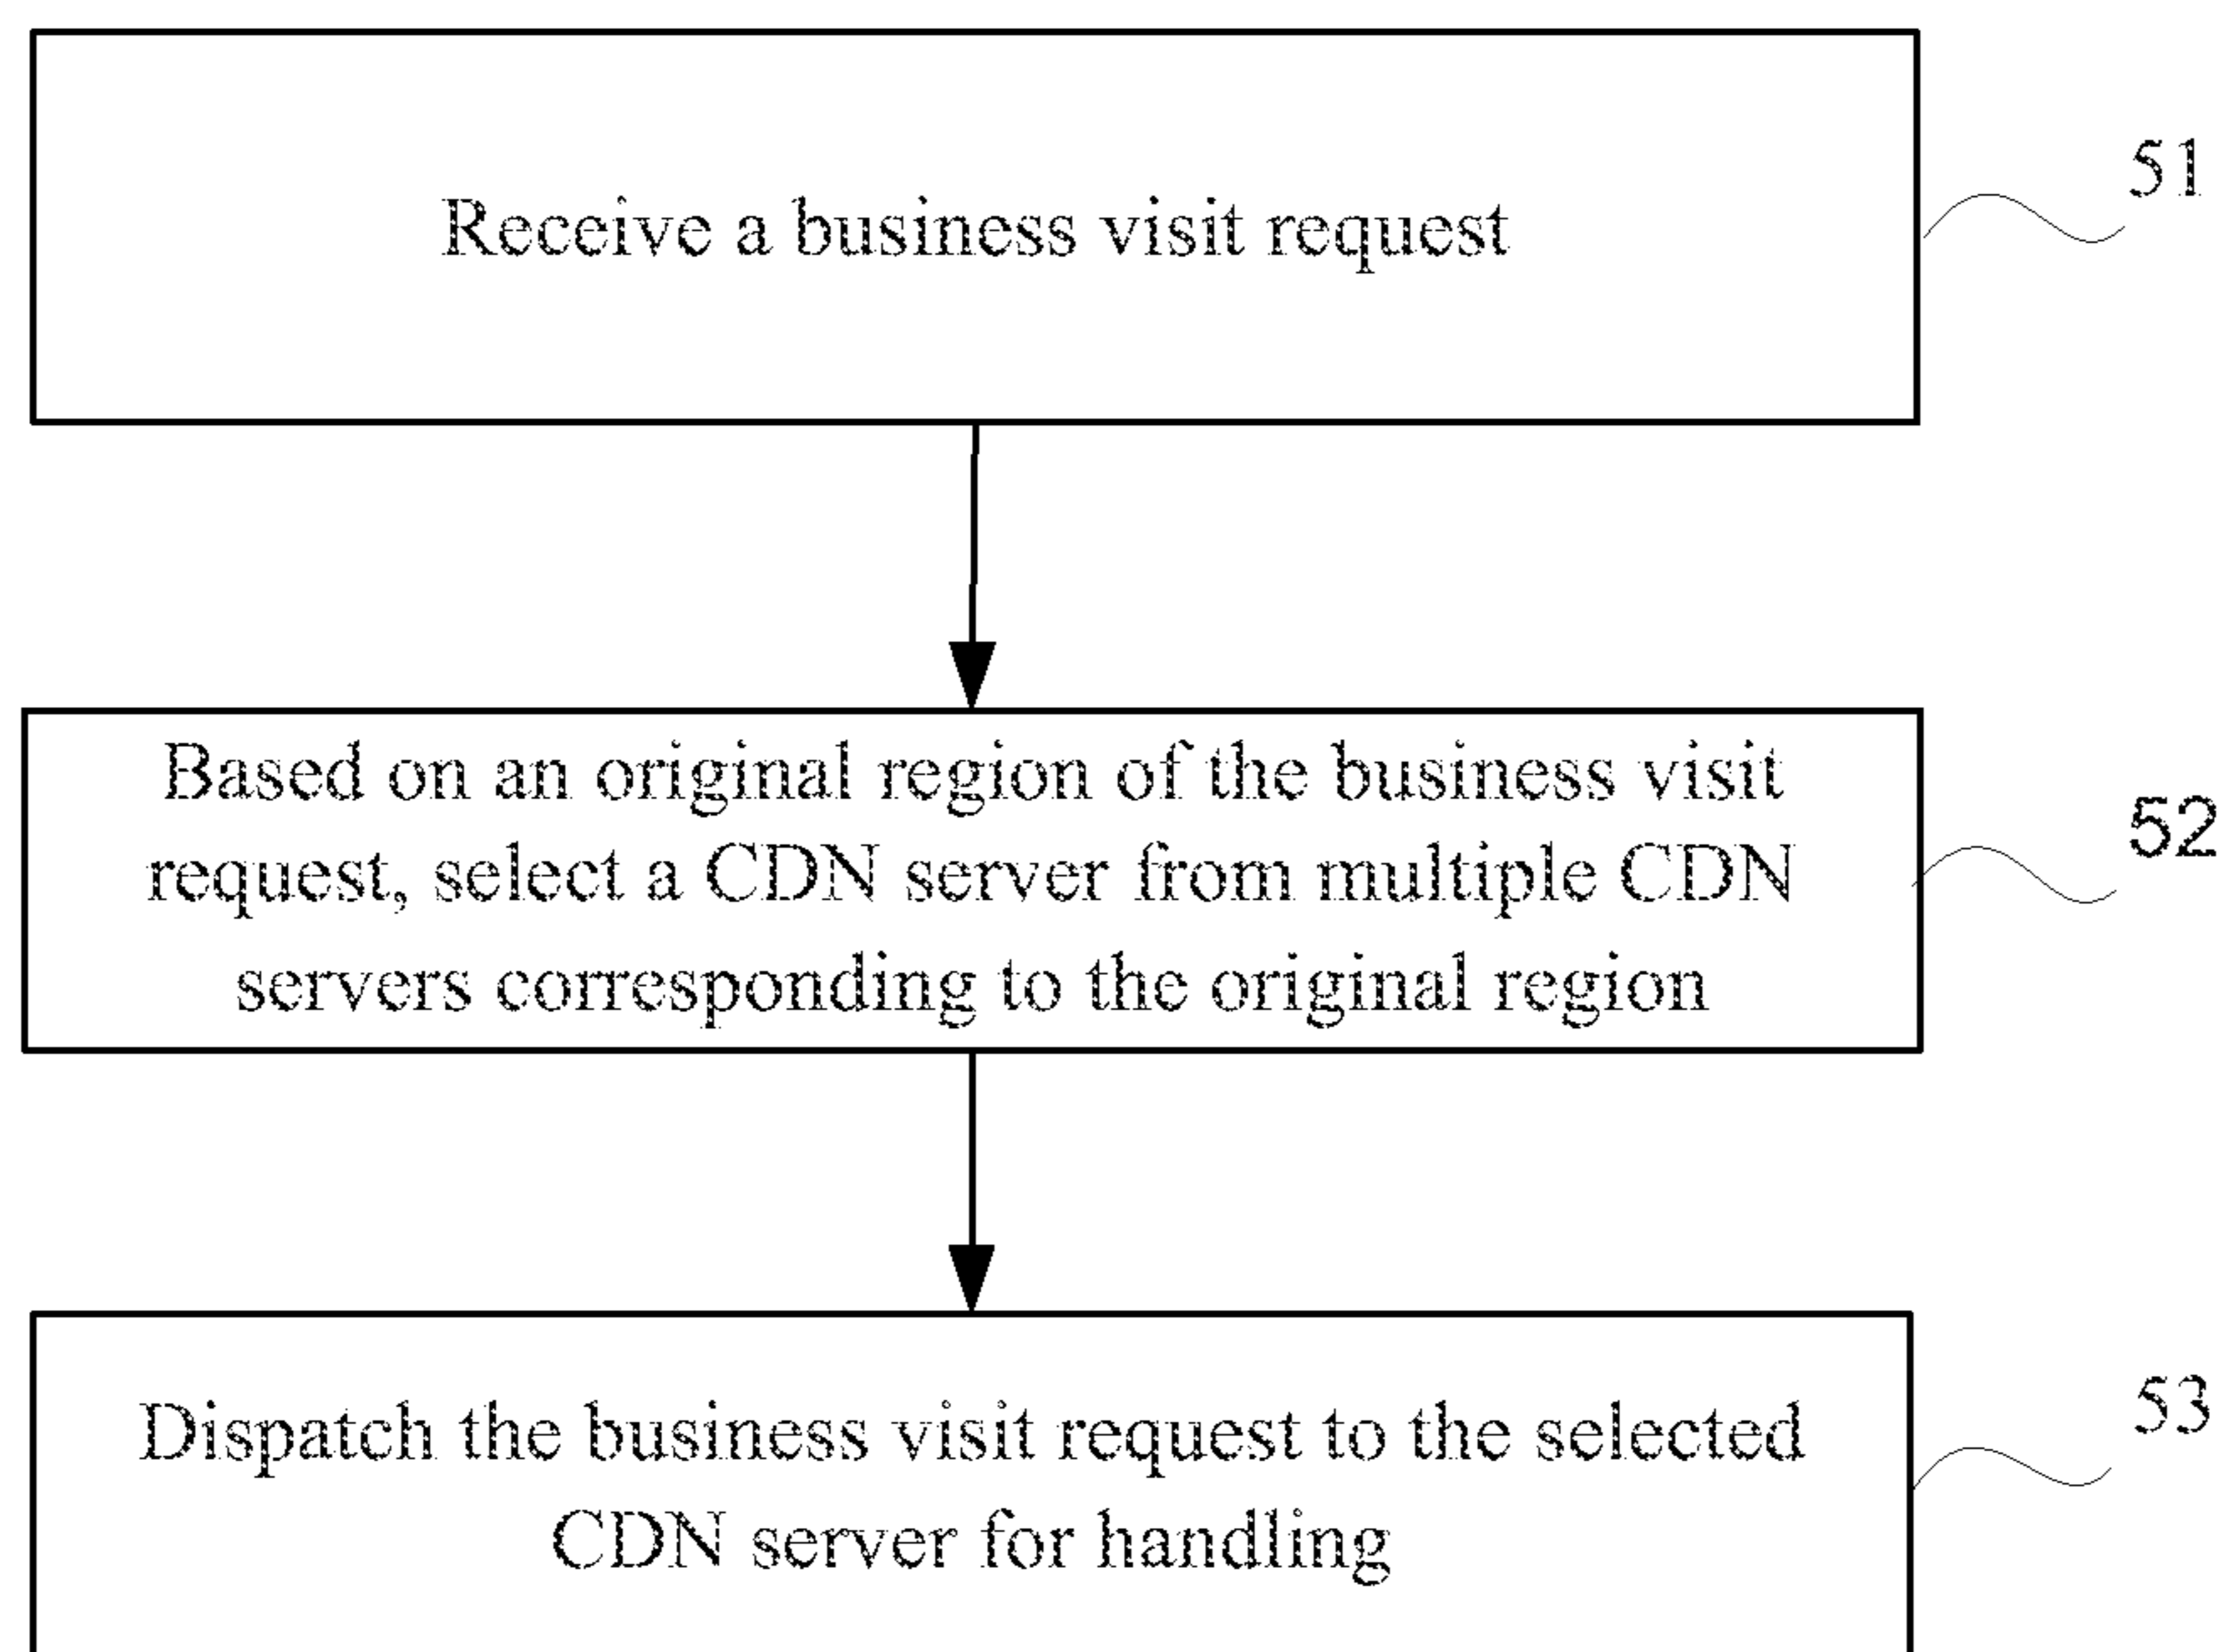 Receive a business visit request
51
Based on an original region of the business visit
request, select a CDN server from multiple CDN
servers corresponding to the original region
52
Dispatch the business visit request to the selected
CDN server for handling
53